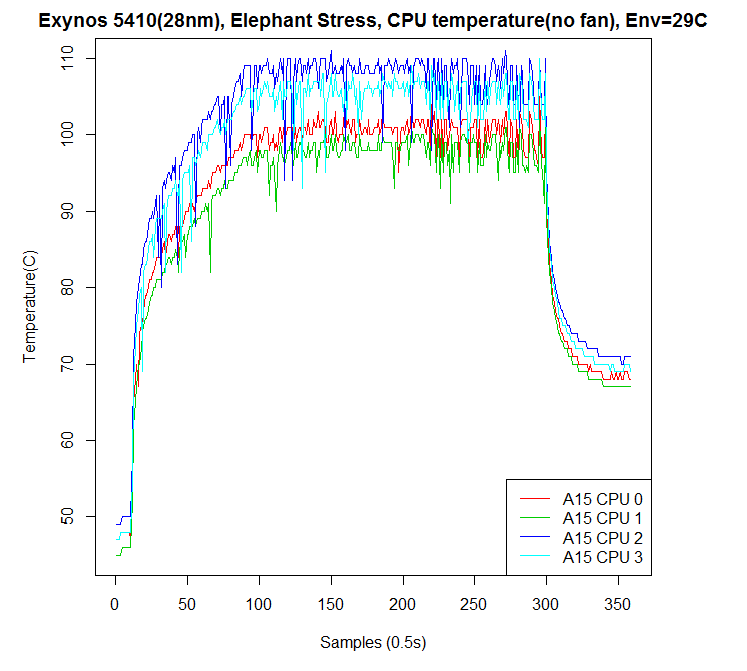 Exynos 5410(28nm), Elephant Stress, CPU temperature(no fan), Env=29C
Temperature(C)
110
100
90
80
70
60
50
A15 CPU 0
A15 CPU 1
A15 CPU 2
A15 CPU 3
0 50 100 150 200 250 300 350
Samples (0.5s)